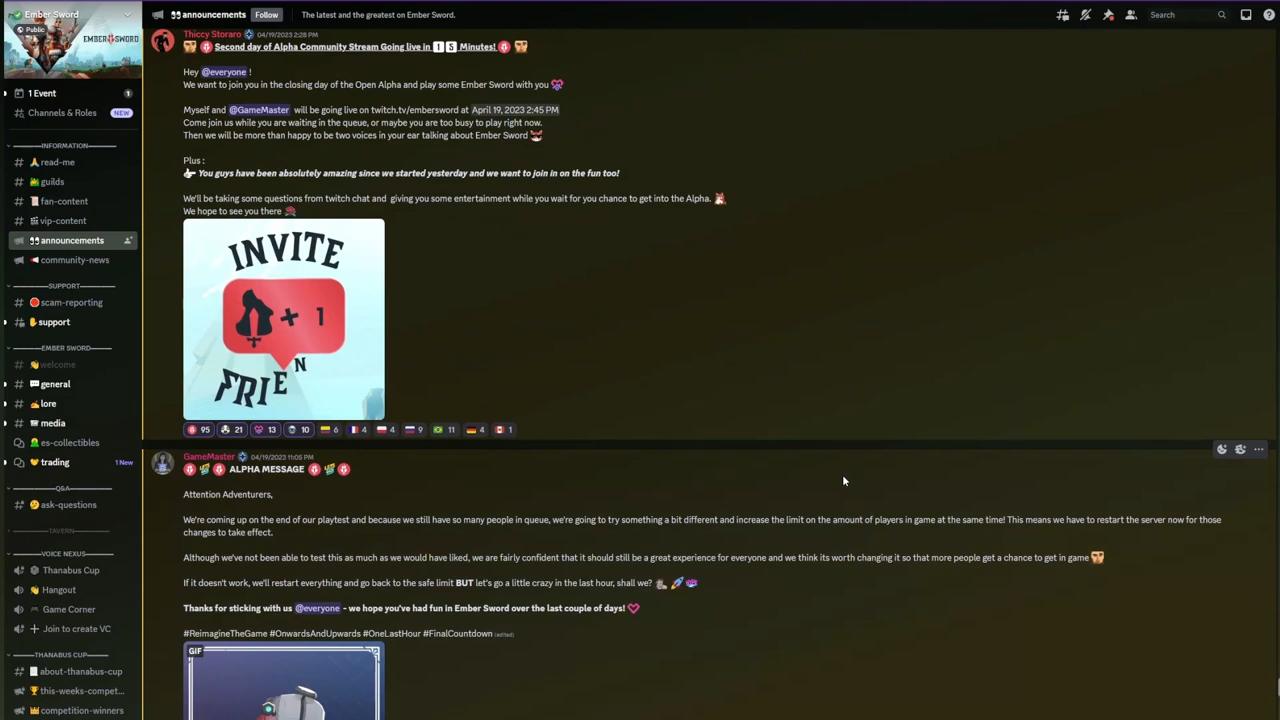 Ember Sword
Public
EMBER SWORD
1 Event
1
Channels & Roles
NEW
INFORMATION
read-me
guilds
fan-content
vip-content
announcements
community-news
SUPPORT
scam-reporting
support
EMBER SWORD
welcome
general
lore
media
es-collectibles
trading
1 New
Q&A
ask-questions
TAVERN
VOICE NEXUS
Thanabus Cup
Hangout
Game Corner
Join to create VC
THANABUS CUP
about-thanabus-cup
this-weeks-compet...
competition-winners
announcements
Follow
The latest and the greatest on Ember Sword.
Search
Thiccy Storaro 04/19/2023 2:28 PM
Second day of Alpha Community Stream Going live in 1 5 Minutes!
Hey @everyone !
We want to join you in the closing day of the Open Alpha and play some Ember Sword with you
Myself and @GameMaster will be going live on twitch.tv/embersword at April 19, 2023 2:45 PM
Come join us while you are waiting in the queue, or maybe you are too busy to play right now.
Then we will be more than happy to be two voices in your ear talking about Ember Sword
Plus :
You guys have been absolutely amazing since we started yesterday and we want to join in on the fun too!
We'll be taking some questions from twitch chat and giving you some entertainment while you wait for you chance to get into the Alpha.
We hope to see you there
INVITE
+ 1
FRIEN
95 21 13 10 6 4 4 9 11 4 1
GameMaster 04/19/2023 11:05 PM
ALPHA MESSAGE
Attention Adventurers,
We're coming up on the end of our playtest and because we still have so many people in queue, we're going to try something a bit different and increase the limit on the amount of players in game at the same time! This means we have to restart the server now for those
changes to take effect.
Although we've not been able to test this as much as we would have liked, we are fairly confident that it should still be a great experience for everyone and we think its worth changing it so that more people get a chance to get in game
If it doesn't work, we'll restart everything and go back to the safe limit BUT let's go a little crazy in the last hour, shall we?
Thanks for sticking with us @everyone - we hope you've had fun in Ember Sword over the last couple of days!
#ReimagineTheGame #OnwardsAndUpwards #OneLastHour #FinalCountdown (edited)
GIF